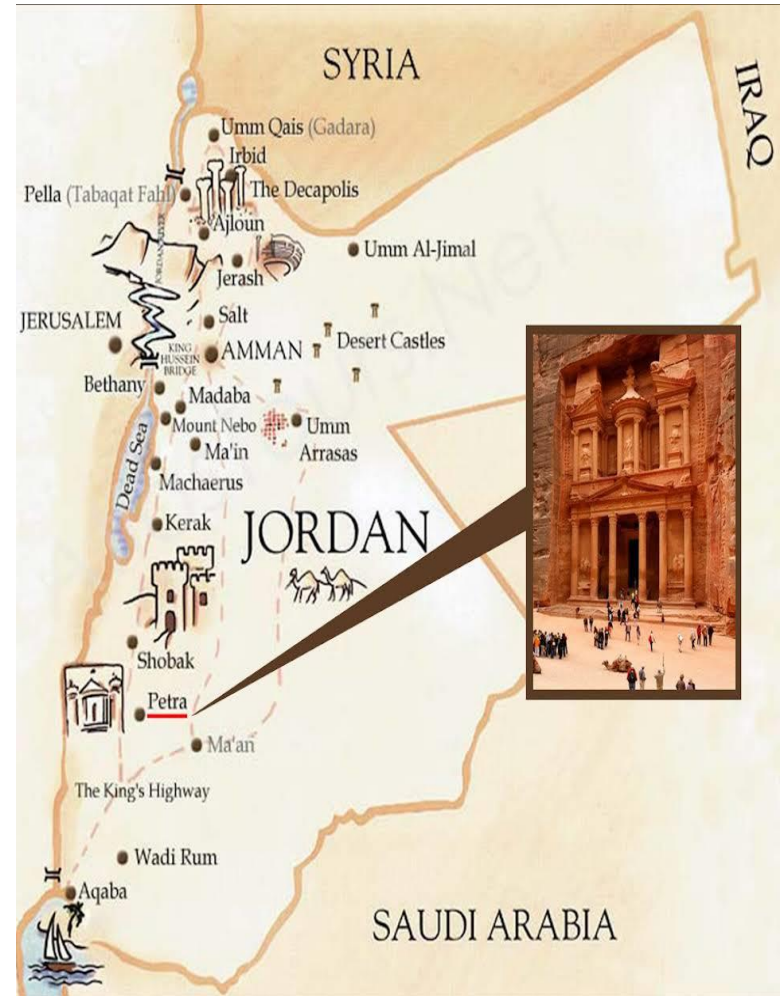 SYRIA
IRAQ
Umm Qais (Gadara)
Irbid
Pella (Tabaqat Fahl)
The Decapolis
Ajloun
JORDAN RIVER
Umm Al-Jimal
Jerash
Salt
JERUSALEM
KING
HUSSEIN
BRIDGE
AMMAN
Desert Castles
Bethany
Madaba
Mount Nebo
Umm
Arrasas
Ma'in
Dead Sea
Machaerus
Kerak
JORDAN
Shobak
Petra
Ma'an
The King's Highway
Wadi Rum
Aqaba
SAUDI ARABIA